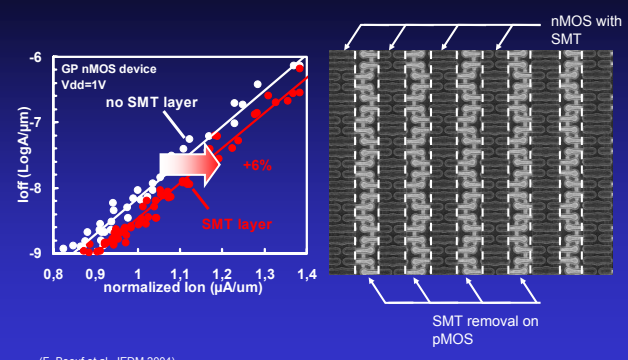 nMOS with
SMT
-6
GP nMOS device
Vdd=1V
no SMT layer
-7
Ioff (LogA/µm)
+6%
-8
SMT layer
-9
0,8 0,9 1 1,1 1,2 1,3 1,4
normalized Ion (µA/um)
SMT removal on
pMOS